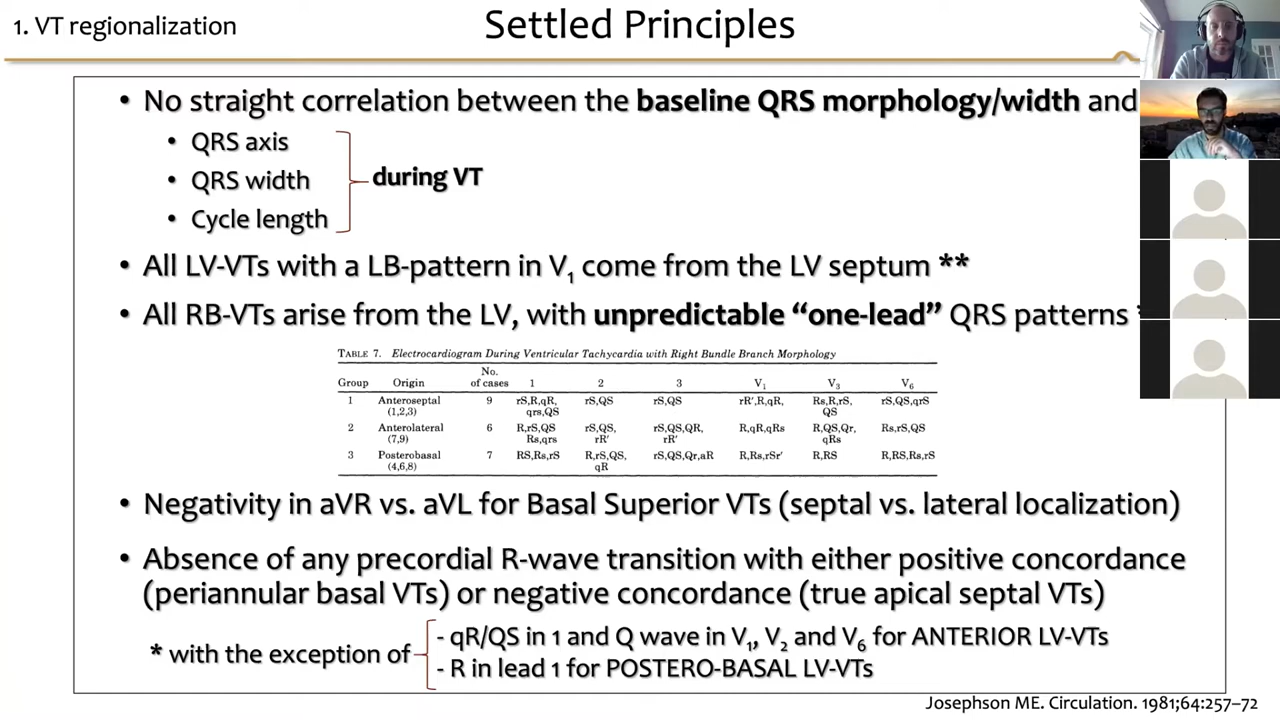 1. VT regionalization
Settled Principles
• No straight correlation between the baseline QRS morphology/width and
• QRS axis
• QRS width
• Cycle length
during VT
• All LV-VTs with a LB-pattern in V1 come from the LV septum **
• All RB-VTs arise from the LV, with unpredictable “one-lead” QRS patterns *
TABLE 7. Electrocardiogram During Ventricular Tachycardia with Right Bundle Branch Morphology
Group Origin No. of cases 1 2 3 V1 V3 V6
1 Anteroseptal 9 rS,R,qR, rS,QS rS,QS rR′,R,qR, Rs,R,rS, rS,QS,qrS
(1,2,3) qrs,QS QS
2 Anterolateral 6 R,rS,QS rS,QS, rS,QS,QR, R,qR,qRs R,QS,Qr, Rs,rS,QS
(7,9) Rs,qrs rR′ rR′ qRs
3 Posterobasal 7 RS,Rs,rS R,rS,QS, rS,QS,Qr,aR R,Rs,rSr′ R,RS R,RS,Rs,rS
(4,6,8) qR
• Negativity in aVR vs. aVL for Basal Superior VTs (septal vs. lateral localization)
• Absence of any precordial R-wave transition with either positive concordance
(periannular basal VTs) or negative concordance (true apical septal VTs)
* with the exception of
- qR/QS in 1 and Q wave in V1, V2 and V6 for ANTERIOR LV-VTs
- R in lead 1 for POSTERO-BASAL LV-VTs
Josephson ME. Circulation. 1981;64:257–72